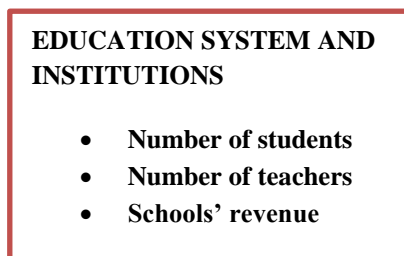 EDUCATION SYSTEM AND
INSTITUTIONS
• Number of students
• Number of teachers
• Schools’ revenue